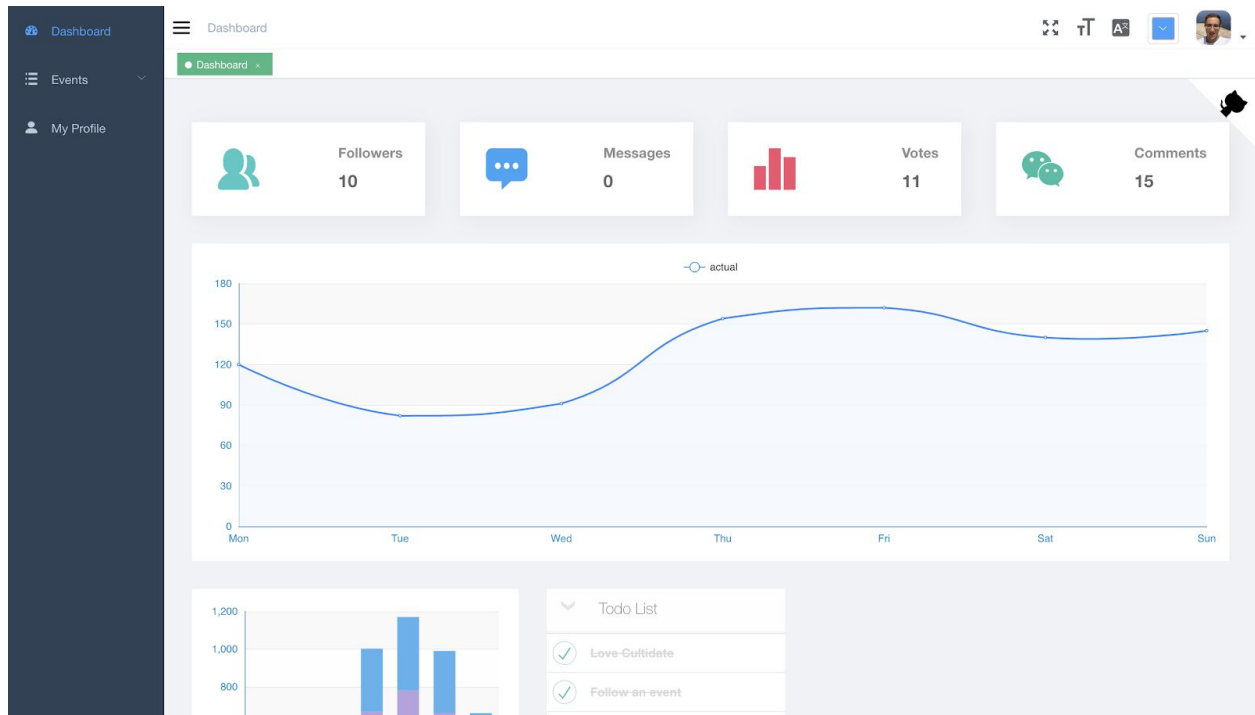 Dashboard
Events
My Profile
Dashboard
Dashboard ×
Followers
10
Messages
0
Votes
11
Comments
15
actual
180
150
120
90
60
30
0
Mon Tue Wed Thu Fri Sat Sun
1,200
1,000
800
Todo List
Love Cultidate
Follow an event